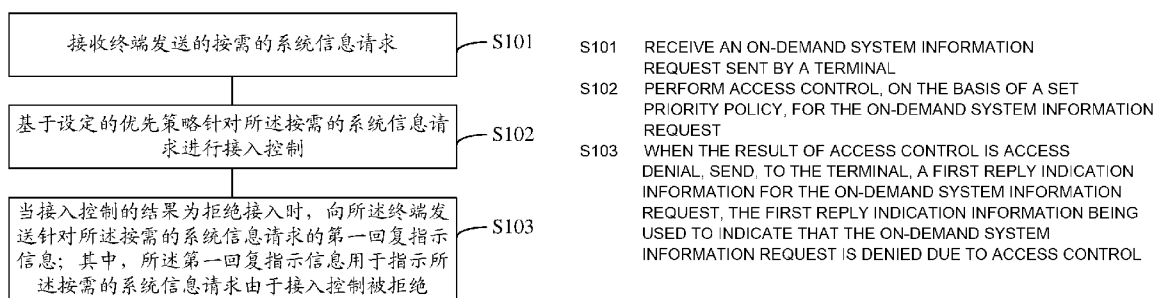 接收终端发送的按需的系统信息请求
S101
基于设定的优先策略针对所述按需的系统信息请
求进行接入控制
S102
当接入控制的结果为拒绝接入时，向所述终端发
送针对所述按需的系统信息请求的第一回复指示
信息；其中，所述第一回复指示信息用于指示所
述按需的系统信息请求由于接入控制被拒绝
S103
S101 RECEIVE AN ON-DEMAND SYSTEM INFORMATION
REQUEST SENT BY A TERMINAL
S102 PERFORM ACCESS CONTROL, ON THE BASIS OF A SET
PRIORITY POLICY, FOR THE ON-DEMAND SYSTEM INFORMATION
REQUEST
S103 WHEN THE RESULT OF ACCESS CONTROL IS ACCESS
DENIAL, SEND, TO THE TERMINAL, A FIRST REPLY INDICATION
INFORMATION FOR THE ON-DEMAND SYSTEM INFORMATION
REQUEST, THE FIRST REPLY INDICATION INFORMATION BEING
USED TO INDICATE THAT THE ON-DEMAND SYSTEM
INFORMATION REQUEST IS DENIED DUE TO ACCESS CONTROL